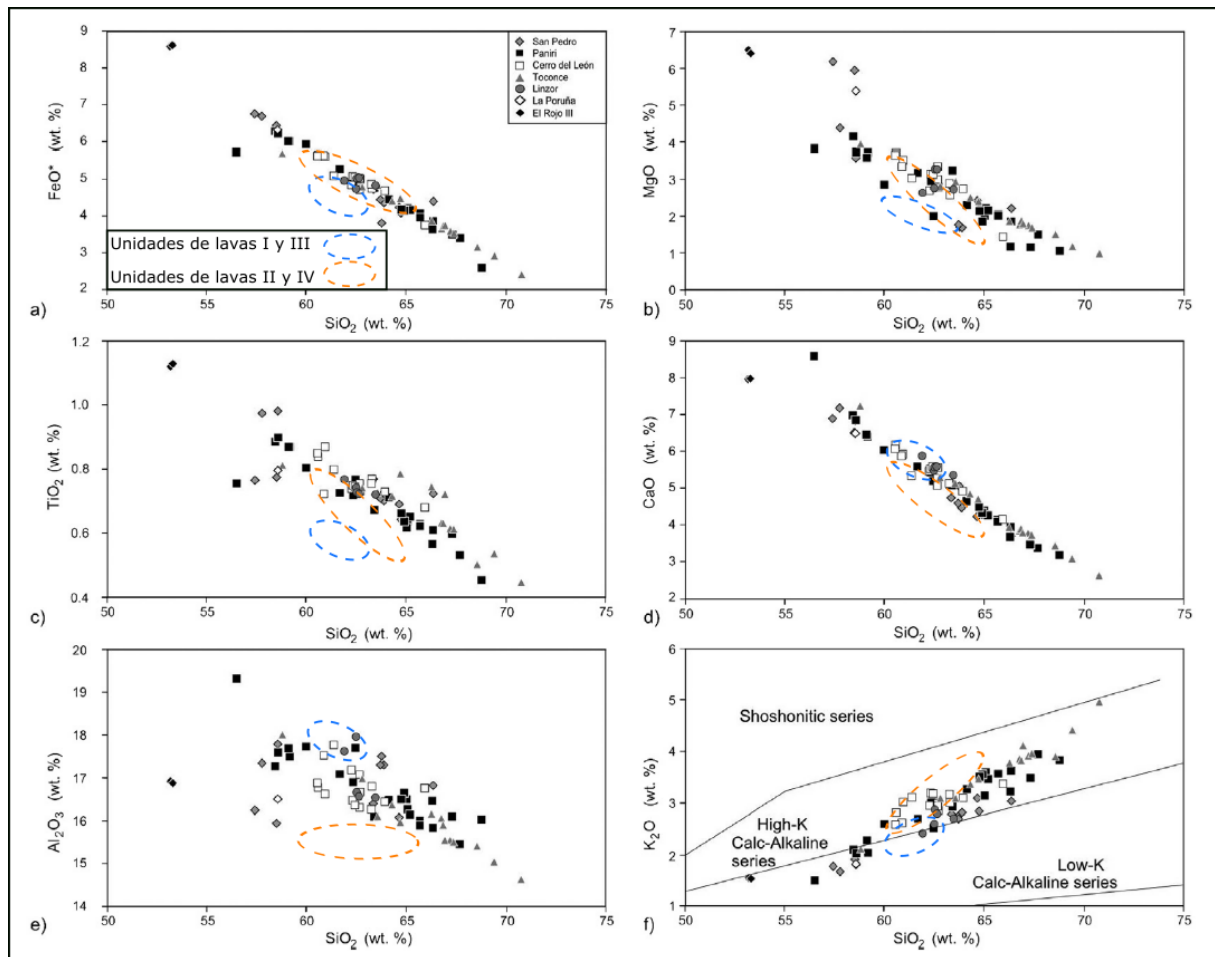 9
8
7
6
5
4
3
2
FeO* (wt. %)
San Pedro
Paniri
Cerro del León
Toconce
Linzor
La Poruña
El Rojo III
Unidades de lavas I y III
Unidades de lavas II y IV
50 55 60 65 70 75
a) SiO2 (wt. %)
7
6
5
4
3
2
1
0
MgO (wt. %)
50 55 60 65 70 75
b) SiO2 (wt. %)
1.2
1.0
0.8
0.6
0.4
TiO2 (wt. %)
50 55 60 65 70 75
c) SiO2 (wt. %)
9
8
7
6
5
4
3
2
CaO (wt. %)
50 55 60 65 70 75
d) SiO2 (wt. %)
20
19
18
17
16
15
14
Al2O3 (wt. %)
50 55 60 65 70 75
e) SiO2 (wt. %)
6
5
4
3
2
1
K2O (wt. %)
Shoshonitic series
High-K
Calc-Alkaline
series
Low-K
Calc-Alkaline series
50 55 60 65 70 75
f) SiO2 (wt. %)